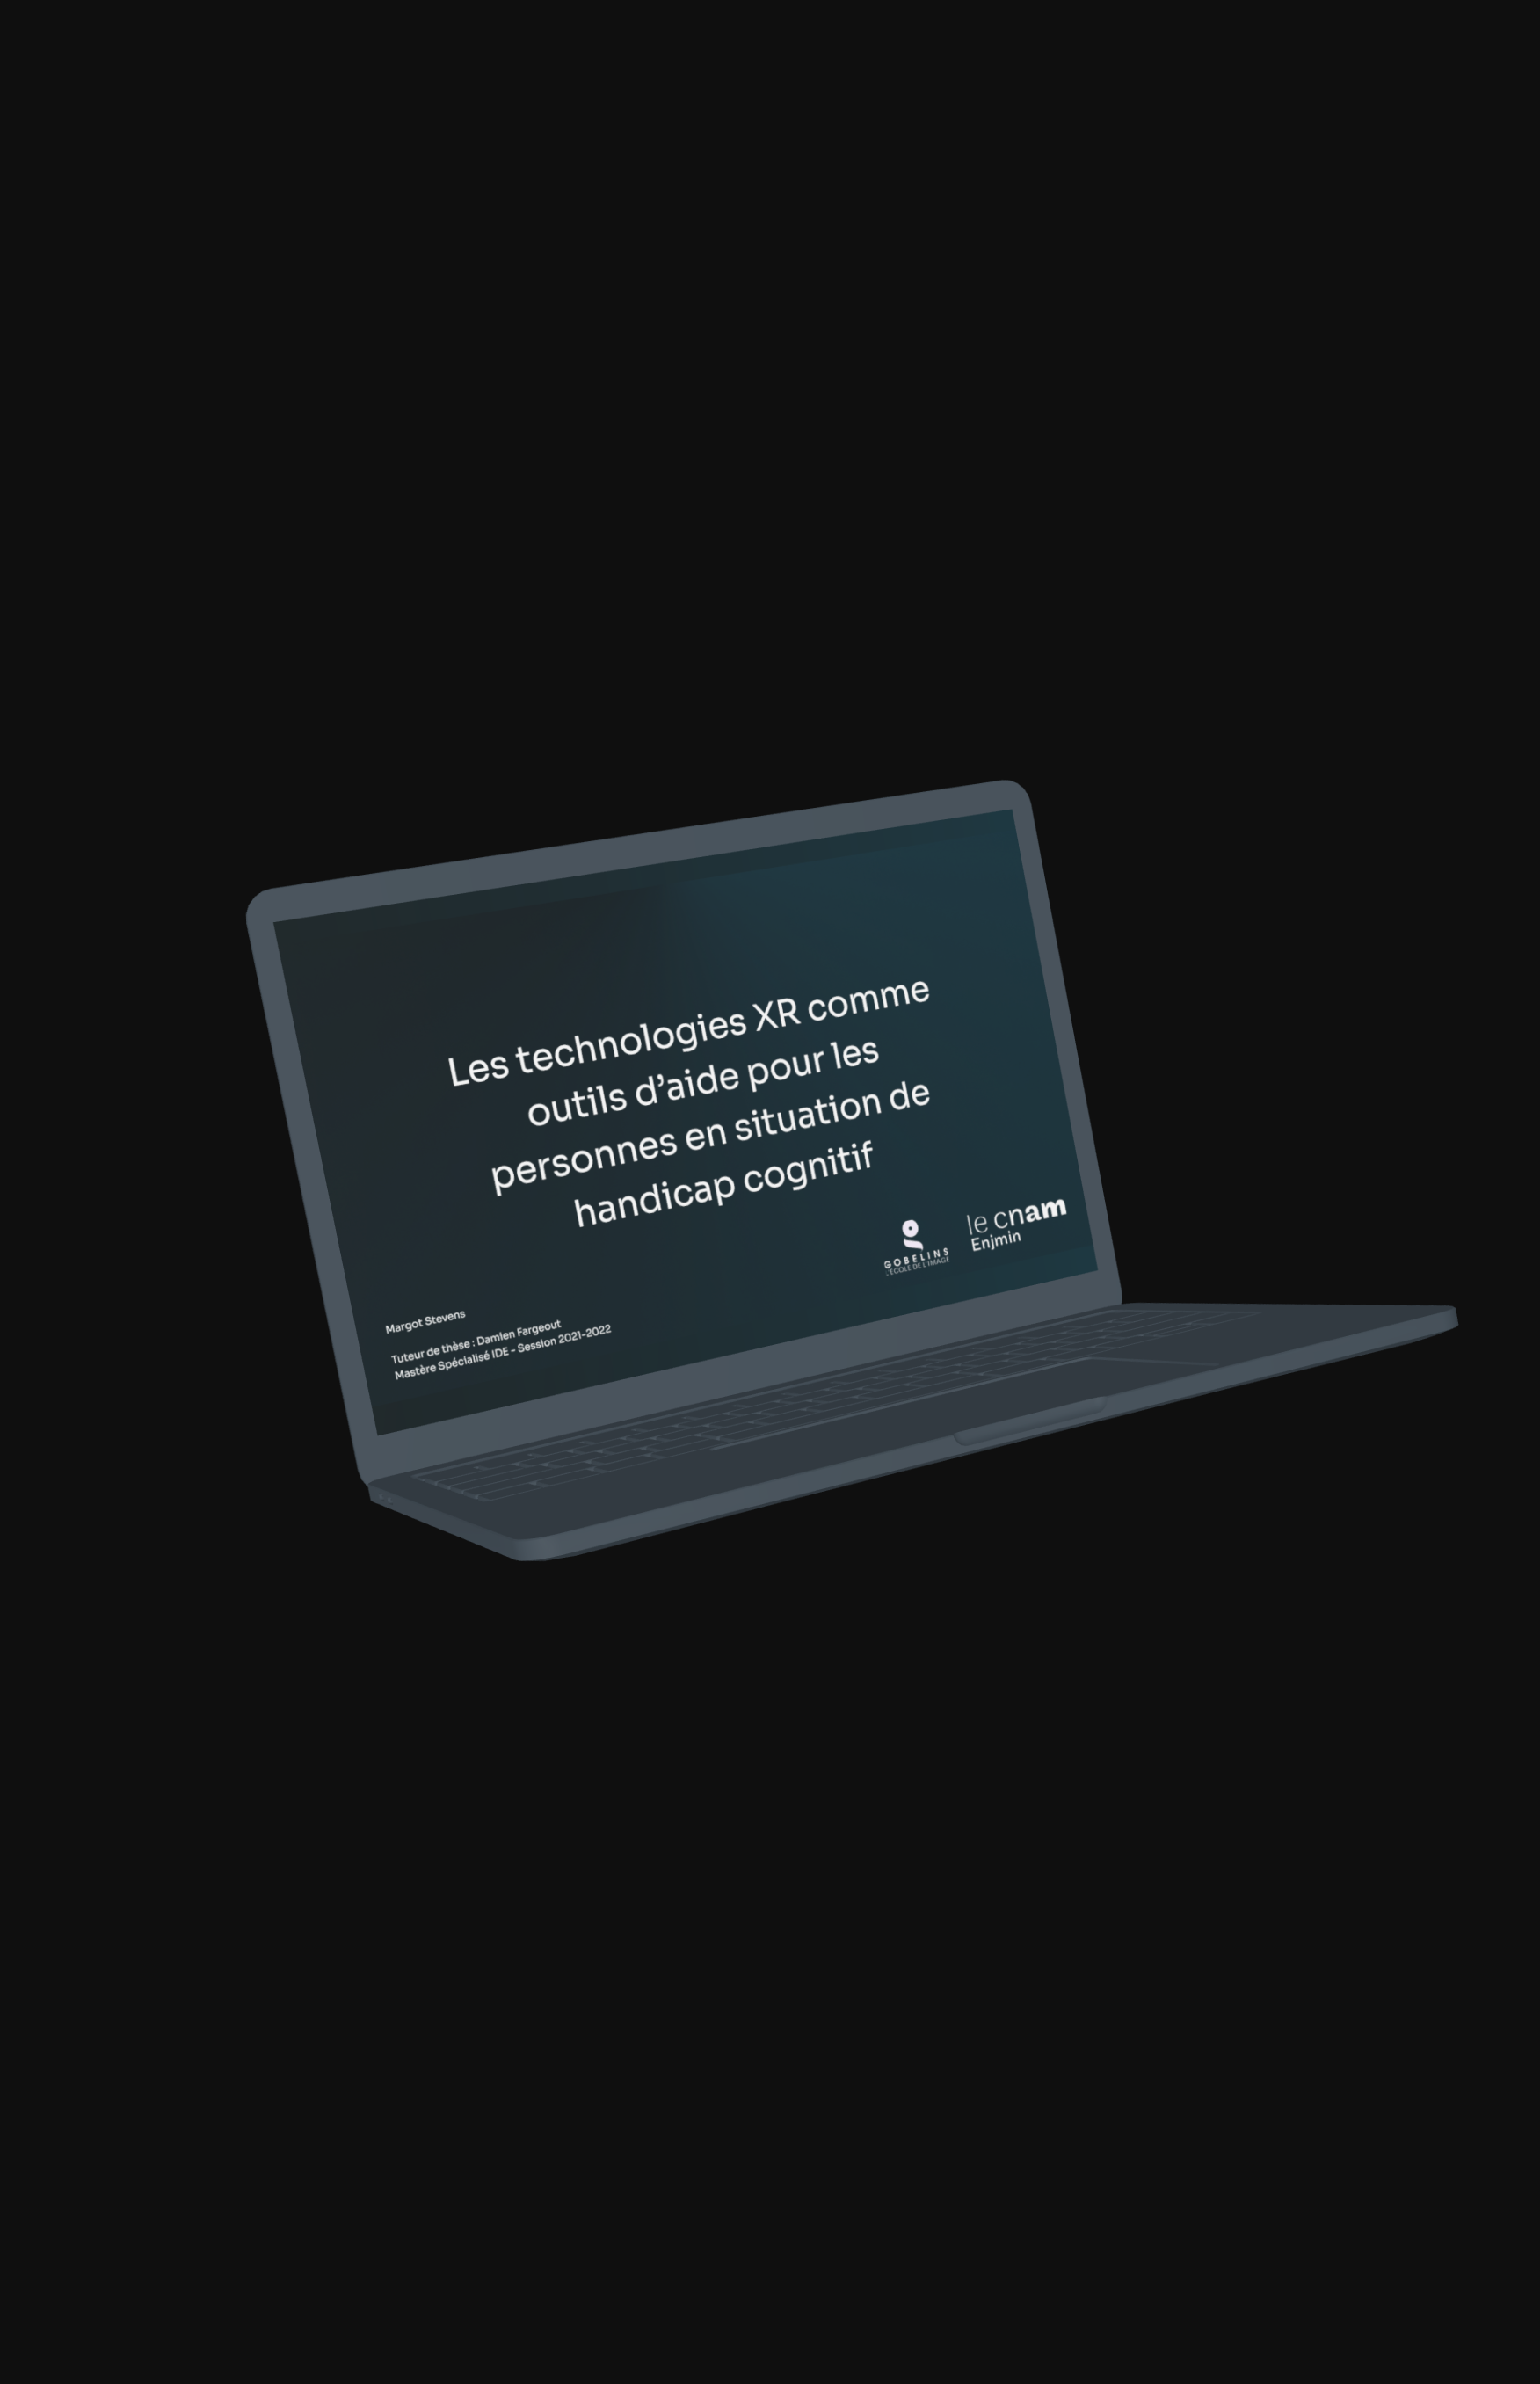 Les technologies XR comme
outils d’aide pour les
personnes en situation de
handicap cognitif
GOBELINS
L'ÉCOLE DE L'IMAGE
le cnam
Enjmin
Margot Stevens
Tuteur de thèse : Damien Fargeout
Mastère Spécialisé IDE - Session 2021-2022